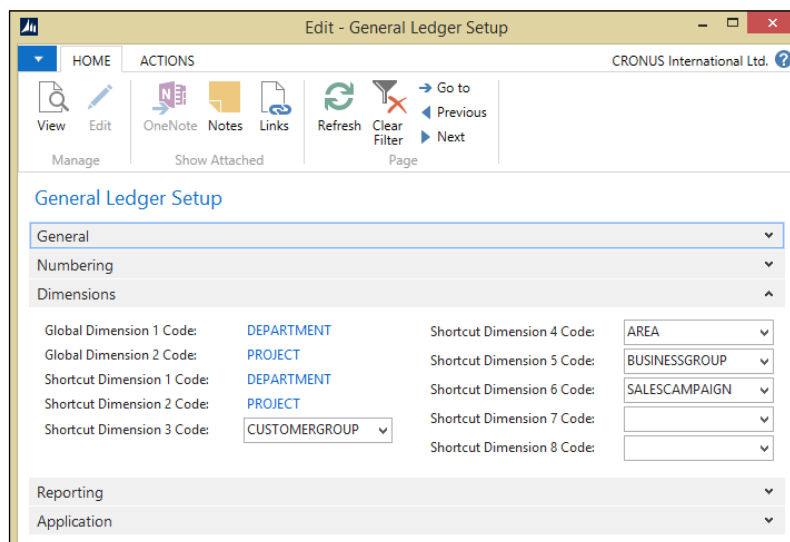 Edit - General Ledger Setup
HOME ACTIONS CRONUS International Ltd.
View Edit OneNote Notes Links Refresh Clear Filter
Go to
Previous
Next
Manage Show Attached Page
General Ledger Setup
General
Numbering
Dimensions
Global Dimension 1 Code: DEPARTMENT Shortcut Dimension 4 Code: AREA
Global Dimension 2 Code: PROJECT Shortcut Dimension 5 Code: BUSINESSGROUP
Shortcut Dimension 1 Code: DEPARTMENT Shortcut Dimension 6 Code: SALESCAMPAIGN
Shortcut Dimension 2 Code: PROJECT Shortcut Dimension 7 Code:
Shortcut Dimension 3 Code: CUSTOMERGROUP Shortcut Dimension 8 Code:
Reporting
Application